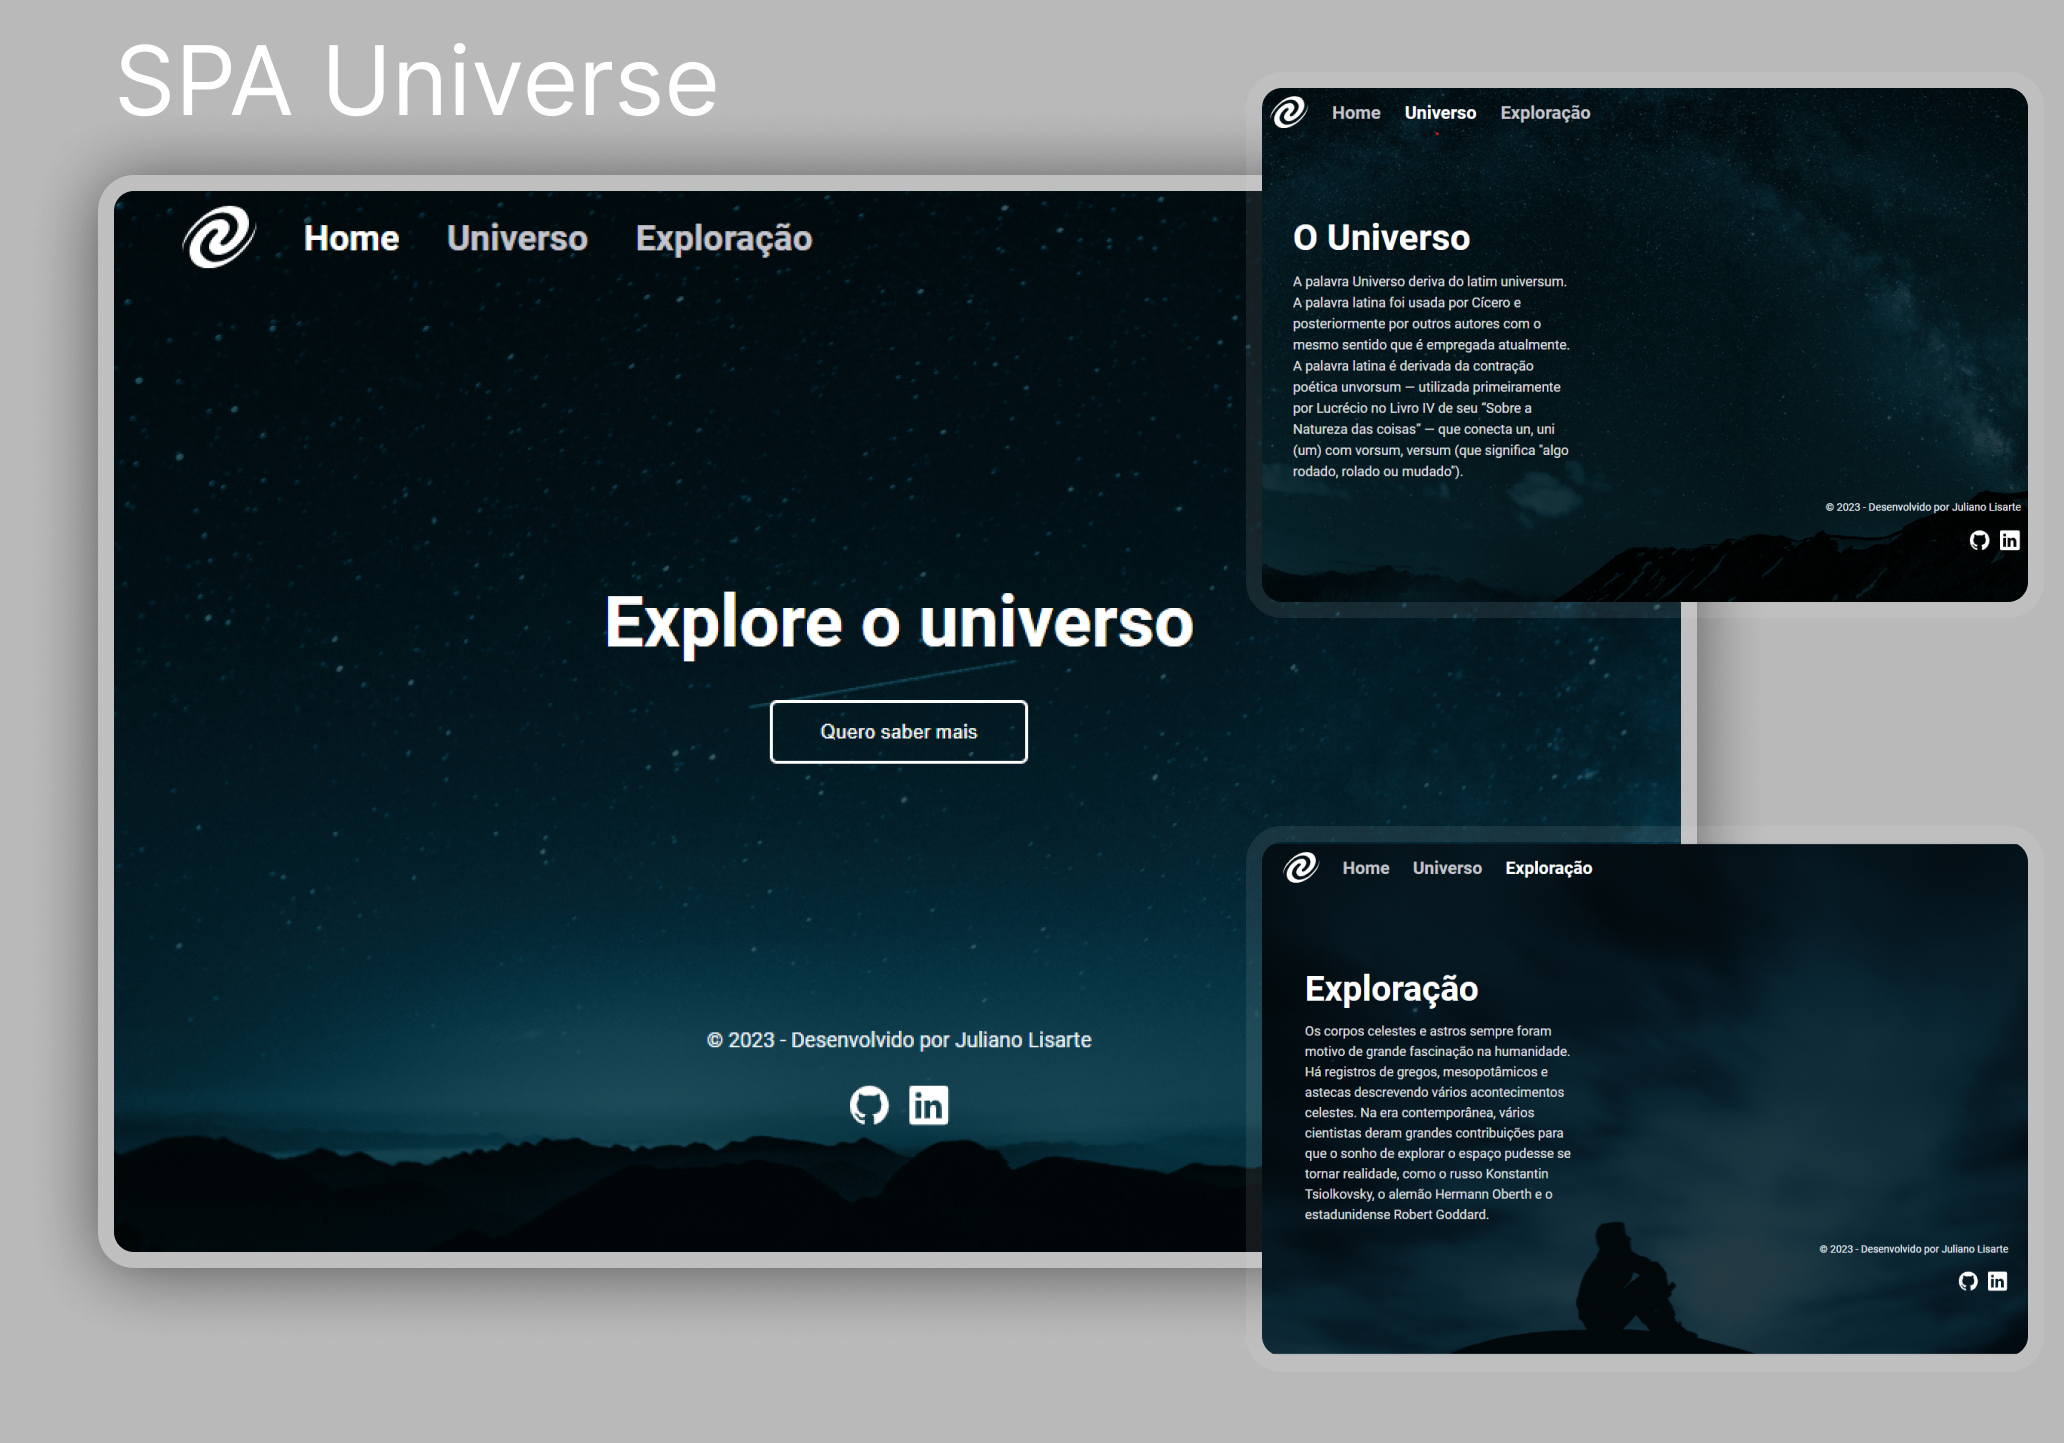 SPA Universe
Home Universo Exploração
Explore o universo
Quero saber mais
© 2023 - Desenvolvido por Juliano Lisarte
in
Home Universo Exploração
O Universo
A palavra Universo deriva do latim universum.
A palavra latina foi usada por Cícero e
posteriormente por outros autores com o
mesmo sentido que é empregada atualmente.
A palavra latina é derivada da contração
poética unvorsum — utilizada primeiramente
por Lucrécio no Livro IV de seu “Sobre a
Natureza das coisas” — que conecta un, uni
(um) com vorsum, versum (que significa "algo
rodado, rolado ou mudado").
© 2023 - Desenvolvido por Juliano Lisarte
in
Home Universo Exploração
Exploração
Os corpos celestes e astros sempre foram
motivo de grande fascinação na humanidade.
Há registros de gregos, mesopotâmicos e
astecas descrevendo vários acontecimentos
celestes. Na era contemporânea, vários
cientistas deram grandes contribuições para
que o sonho de explorar o espaço pudesse se
tornar realidade, como o russo Konstantin
Tsiolkovsky, o alemão Hermann Oberth e o
estadunidense Robert Goddard.
© 2023 - Desenvolvido por Juliano Lisarte
in